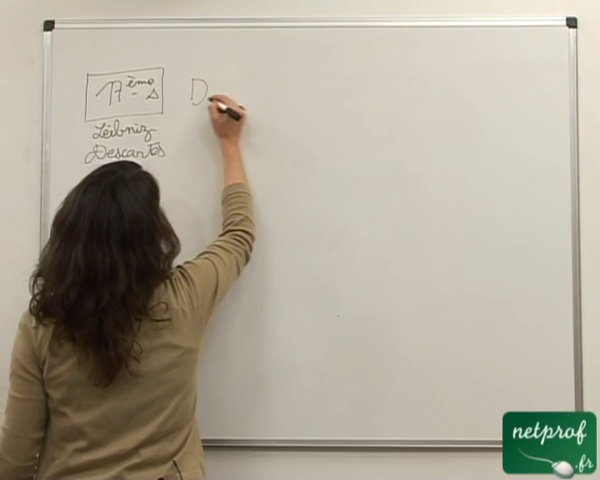 17ème s D
Leibniz
Descartes
netprof
.fr